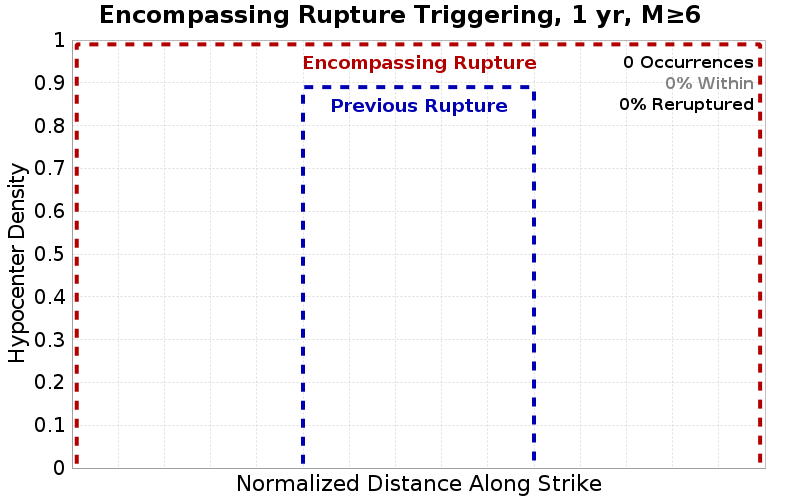 Encompassing Rupture Triggering, 1 yr, M≥6
1
0.9
0.8
0.7
0.6
0.5
0.4
0.3
0.2
0.1
0
Hypocenter Density
Encompassing Rupture
Previous Rupture
0 Occurrences
0% Within
0% Reruptured
Normalized Distance Along Strike